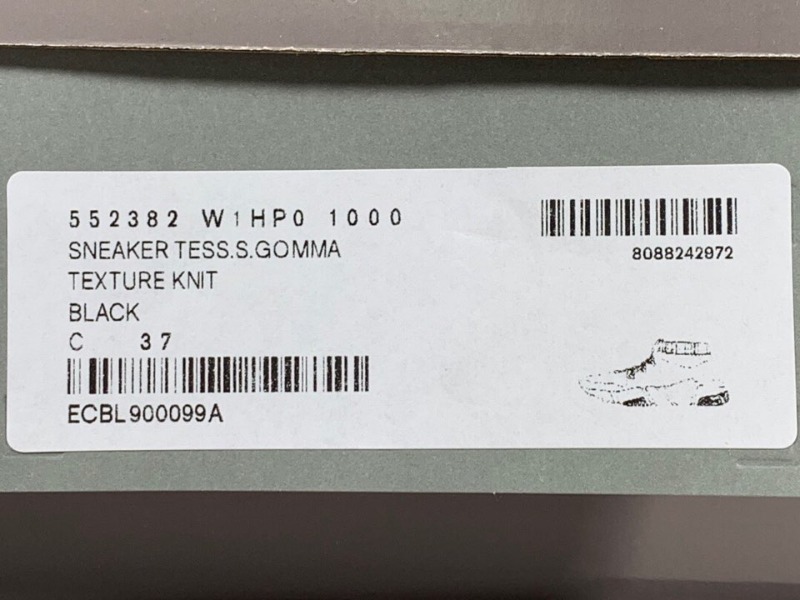 552382 W1HP0 1000
8088242972
SNEAKER TESS.S.GOMMA
TEXTURE KNIT
BLACK
C 37
ECBL900099A